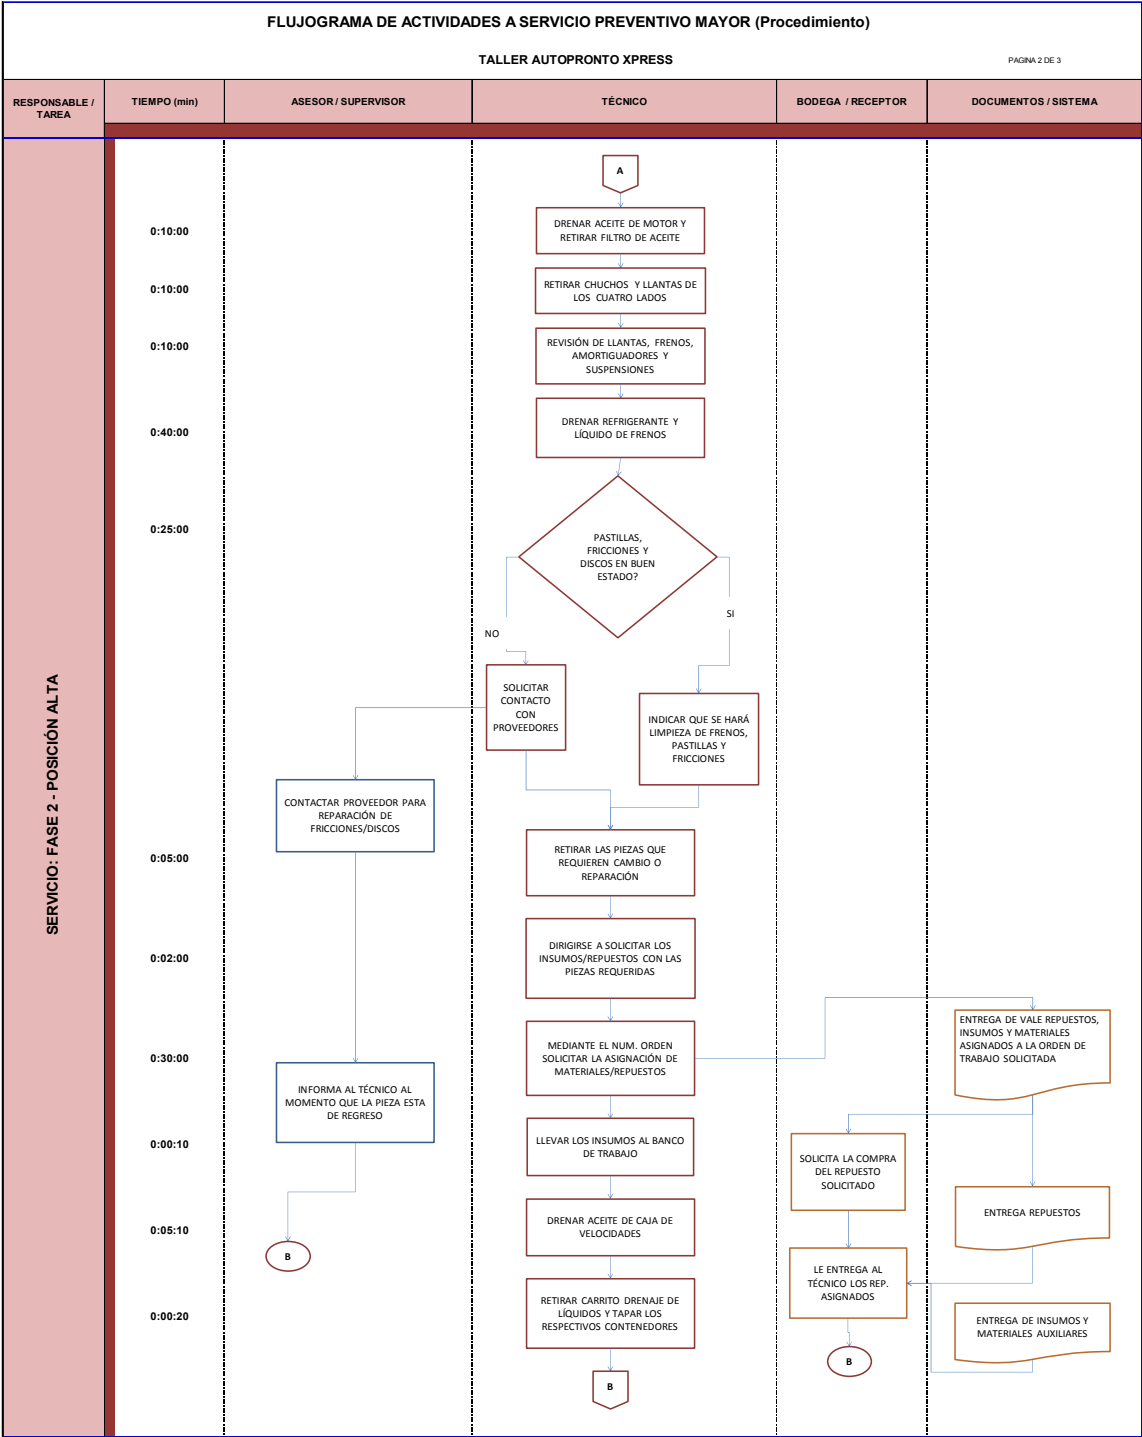 FLUJOGRAMA DE ACTIVIDADES A SERVICIO PREVENTIVO MAYOR (Procedimiento)
TALLER AUTOPRONTO XPRESS
PAGINA 2 DE 3
RESPONSABLE /
TAREA
TIEMPO (min)
ASESOR / SUPERVISOR
TÉCNICO
BODEGA / RECEPTOR
DOCUMENTOS / SISTEMA
SERVICIO: FASE 2 - POSICIÓN ALTA
A
0:10:00
DRENAR ACEITE DE MOTOR Y
RETIRAR FILTRO DE ACEITE
0:10:00
RETIRAR CHUCHOS Y LLANTAS DE
LOS CUATRO LADOS
0:10:00
REVISIÓN DE LLANTAS, FRENOS,
AMORTIGUADORES Y
SUSPENSIONES
0:40:00
DRENAR REFRIGERANTE Y
LÍQUIDO DE FRENOS
0:25:00
PASTILLAS,
FRICCIONES Y
DISCOS EN BUEN
ESTADO?
SI
NO
SOLICITAR
CONTACTO
CON
PROVEEDORES
INDICAR QUE SE HARÁ
LIMPIEZA DE FRENOS,
PASTILLAS Y
FRICCIONES
CONTACTAR PROVEEDOR PARA
REPARACIÓN DE
FRICCIONES/DISCOS
0:05:00
RETIRAR LAS PIEZAS QUE
REQUIEREN CAMBIO O
REPARACIÓN
0:02:00
DIRIGIRSE A SOLICITAR LOS
INSUMOS/REPUESTOS CON LAS
PIEZAS REQUERIDAS
0:30:00
MEDIANTE EL NUM. ORDEN
SOLICITAR LA ASIGNACIÓN DE
MATERIALES/REPUESTOS
ENTREGA DE VALE REPUESTOS,
INSUMOS Y MATERIALES
ASIGNADOS A LA ORDEN DE
TRABAJO SOLICITADA
INFORMA AL TÉCNICO AL
MOMENTO QUE LA PIEZA ESTA
DE REGRESO
0:00:10
LLEVAR LOS INSUMOS AL BANCO
DE TRABAJO
SOLICITA LA COMPRA
DEL REPUESTO
SOLICITADO
0:05:10
DRENAR ACEITE DE CAJA DE
VELOCIDADES
ENTREGA REPUESTOS
B
LE ENTREGA AL
TÉCNICO LOS REP.
ASIGNADOS
0:00:20
RETIRAR CARRITO DRENAJE DE
LÍQUIDOS Y TAPAR LOS
RESPECTIVOS CONTENEDORES
ENTREGA DE INSUMOS Y
MATERIALES AUXILIARES
B
B